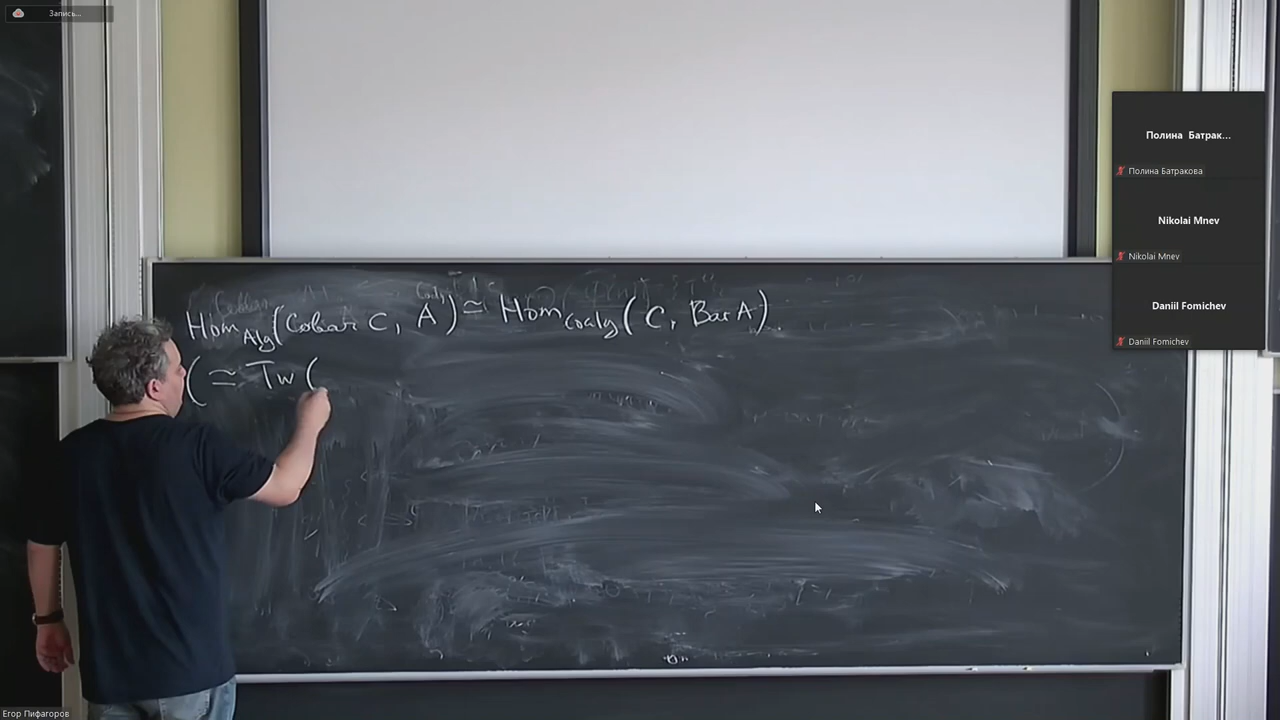 Запись...
Hom_Alg(Cobar C, A) ≃ Hom_Coalg(C, Bar A)
(≃ Tw(
Полина Батрак...
Полина Батракова
Nikolai Mnev
Nikolai Mnev
Daniil Fomichev
Daniil Fomichev
Егор Пифагоров